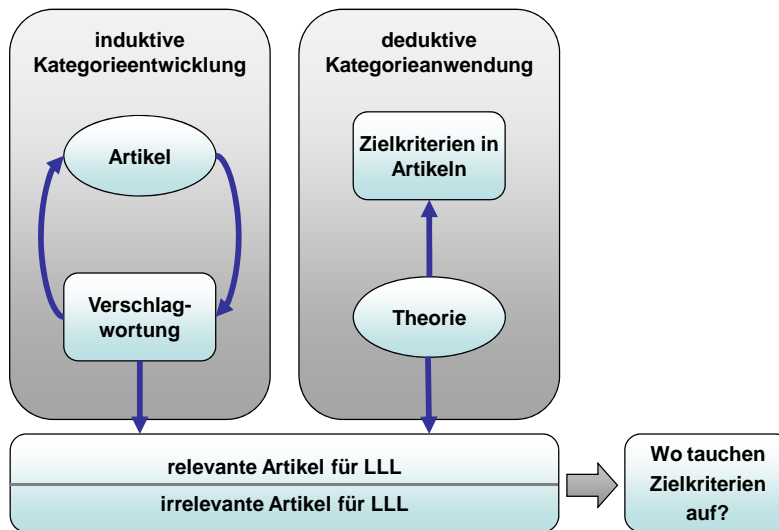 induktive
Kategorieentwicklung
Artikel
Verschlag-
wortung
deduktive
Kategorieanwendung
Zielkriterien in
Artikeln
Theorie
relevante Artikel für LLL
irrelevante Artikel für LLL
Wo tauchen
Zielkriterien
auf?